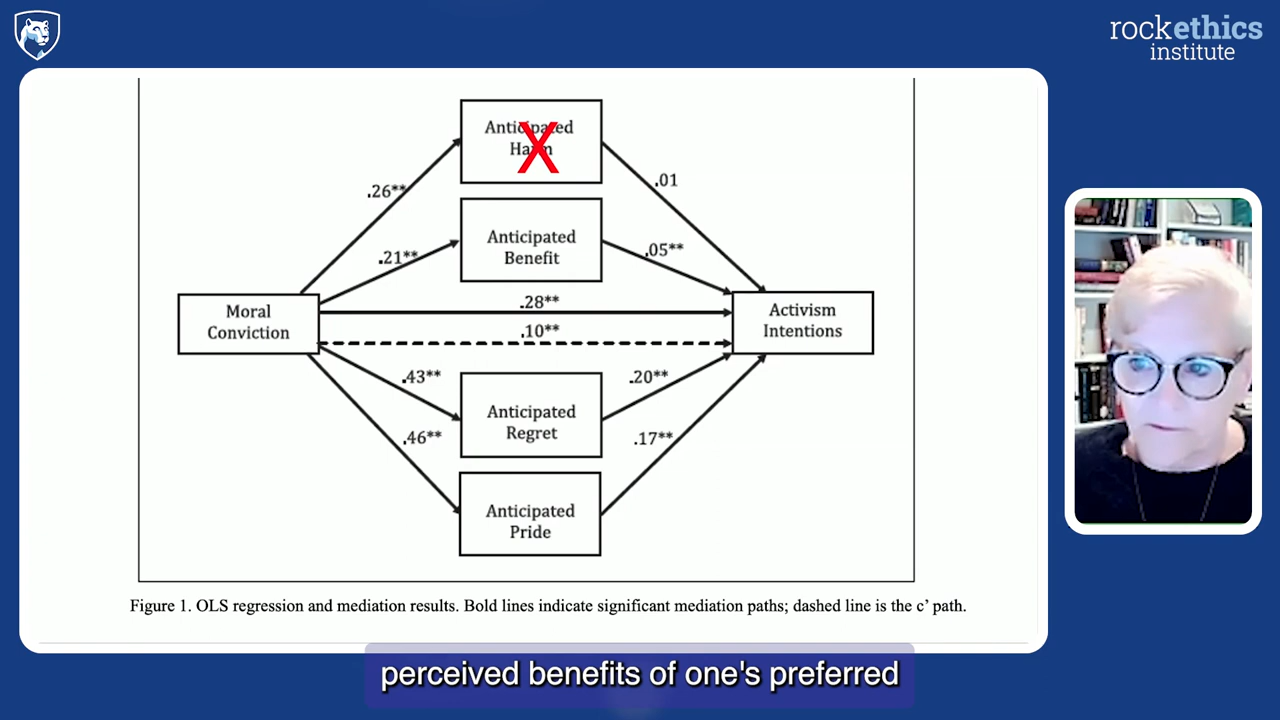 rockethics
institute
Anticipated
Harm
X
.26**
.01
Anticipated
Benefit
.21**
.05**
Moral
Conviction
.28**
.10**
Activism
Intentions
.43**
.20**
Anticipated
Regret
.46**
.17**
Anticipated
Pride
Figure 1. OLS regression and mediation results. Bold lines indicate significant mediation paths; dashed line is the c’ path.
perceived benefits of one's preferred